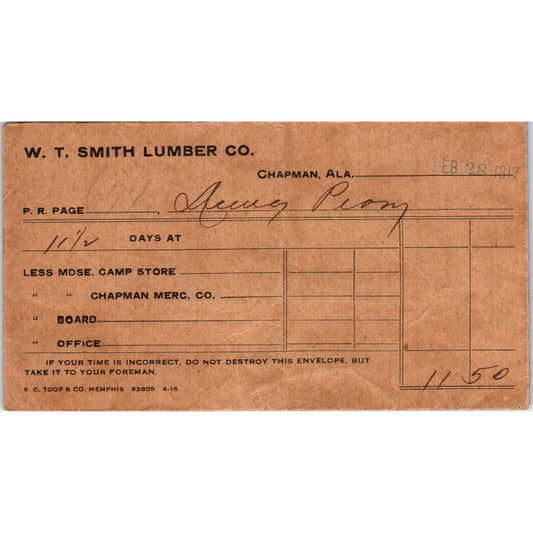 W. T. SMITH LUMBER CO.
CHAPMAN, ALA. FEB 28 1917
P. R. PAGE ,
11 1/2 DAYS AT
LESS MDSE. CAMP STORE
" " CHAPMAN MERC. CO.
" BOARD
" OFFICE
IF YOUR TIME IS INCORRECT, DO NOT DESTROY THIS ENVELOPE, BUT
TAKE IT TO YOUR FOREMAN.
11 50
S. C. TOOF & CO. MEMPHIS 93805 4-16